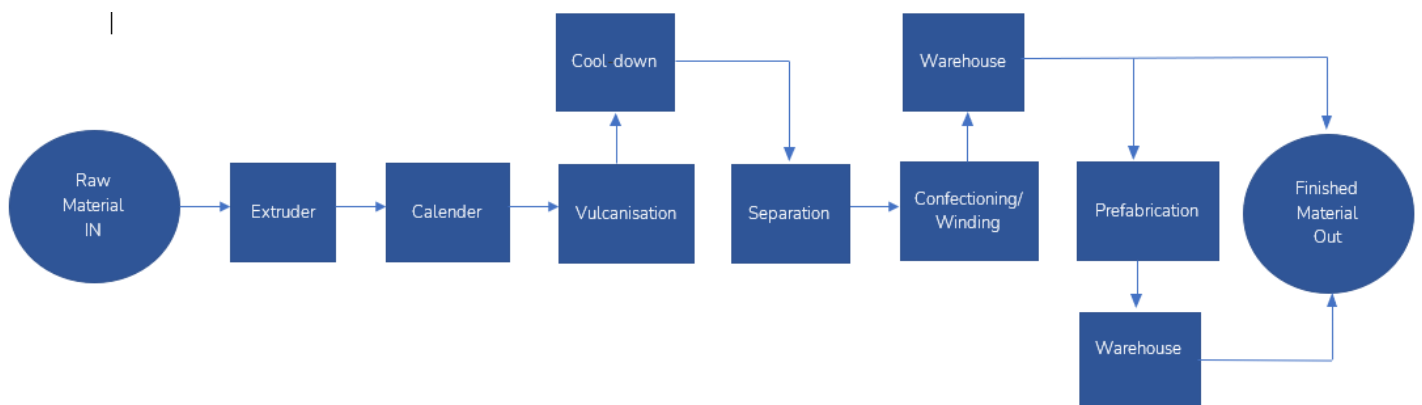 Raw
Material
IN
Extruder
Calender
Vulcanisation
Cool down
Separation
Confectioning/
Winding
Warehouse
Prefabrication
Warehouse
Finished
Material
Out